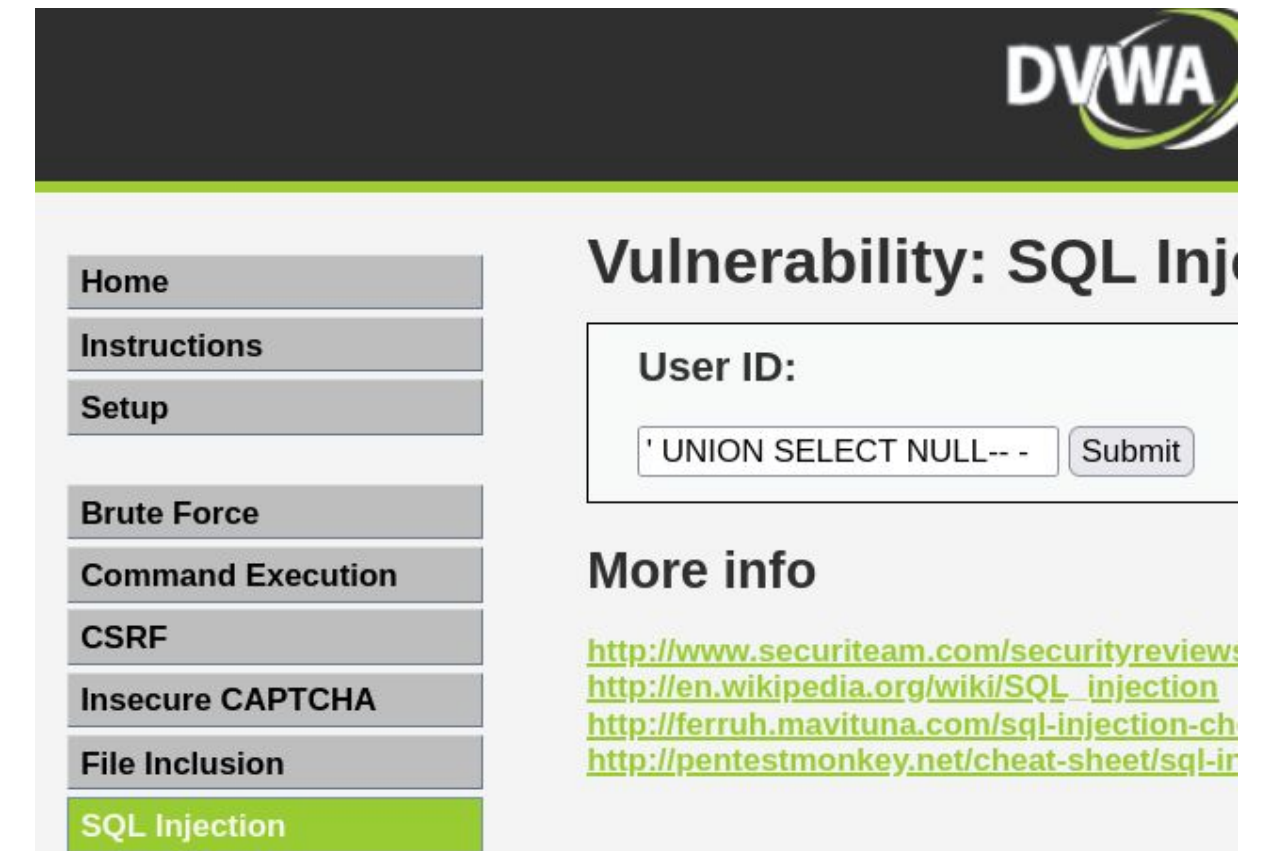 DVWA
Home
Instructions
Setup
Brute Force
Command Execution
CSRF
Insecure CAPTCHA
File Inclusion
SQL Injection
Vulnerability: SQL Inj
User ID:
' UNION SELECT NULL-- -
Submit
More info
http://www.securiteam.com/securityreviews
http://en.wikipedia.org/wiki/SQL_injection
http://ferruh.mavituna.com/sql-injection-ch
http://pentestmonkey.net/cheat-sheet/sql-i